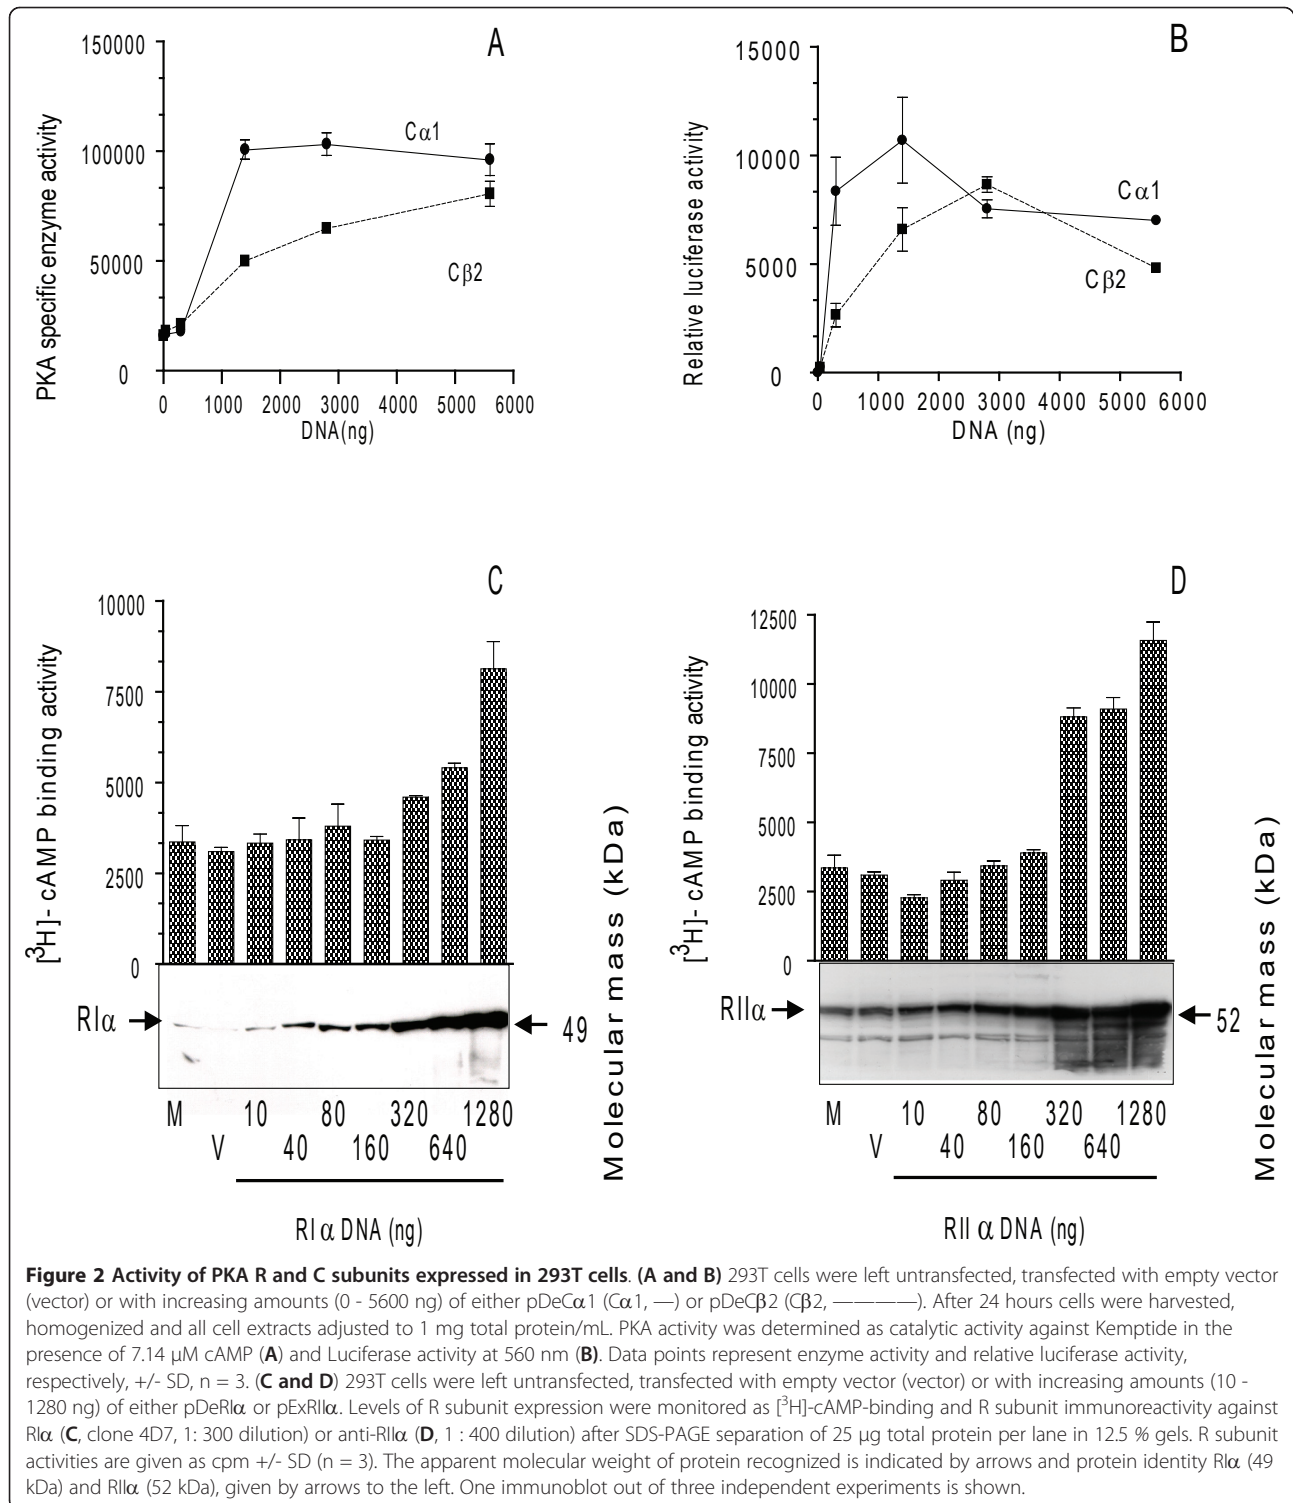 A
150000
100000
50000
0
PKA specific enzyme activity
Cα1
Cβ2
0 1000 2000 3000 4000 5000 6000
DNA(ng)
B
15000
10000
5000
0
Relative luciferase activity
Cα1
Cβ2
0 1000 2000 3000 4000 5000 6000
DNA (ng)
C
10000
7500
5000
2500
0
[³H]- cAMP binding activity
RIα
49
Molecular mass (kDa)
M 10 80 320 1280
V 40 160 640
RI α DNA (ng)
D
12500
10000
7500
5000
2500
0
[³H]- cAMP binding activity
RIIα
52
Molecular mass (kDa)
M 10 80 320 1280
V 40 160 640
RII α DNA (ng)
Figure 2 Activity of PKA R and C subunits expressed in 293T cells. (A and B) 293T cells were left untransfected, transfected with empty vector
(vector) or with increasing amounts (0 - 5600 ng) of either pDeCα1 (Cα1, —) or pDeCβ2 (Cβ2, ————). After 24 hours cells were harvested,
homogenized and all cell extracts adjusted to 1 mg total protein/mL. PKA activity was determined as catalytic activity against Kemptide in the
presence of 7.14 μM cAMP (A) and Luciferase activity at 560 nm (B). Data points represent enzyme activity and relative luciferase activity,
respectively, +/- SD, n = 3. (C and D) 293T cells were left untransfected, transfected with empty vector (vector) or with increasing amounts (10 -
1280 ng) of either pDeRIα or pExRIIα. Levels of R subunit expression were monitored as [³H]-cAMP-binding and R subunit immunoreactivity against
RIα (C, clone 4D7, 1: 300 dilution) or anti-RIIα (D, 1 : 400 dilution) after SDS-PAGE separation of 25 μg total protein per lane in 12.5 % gels. R subunit
activities are given as cpm +/- SD (n = 3). The apparent molecular weight of protein recognized is indicated by arrows and protein identity RIα (49
kDa) and RIIα (52 kDa), given by arrows to the left. One immunoblot out of three independent experiments is shown.